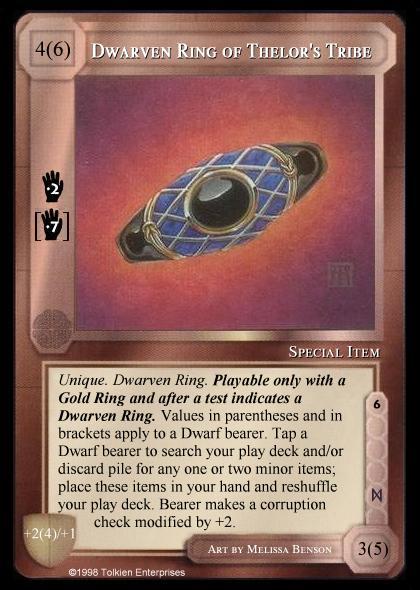 4(6)
Dwarven Ring of Thelor's Tribe
-2
[-7]
Special Item
Unique. Dwarven Ring. Playable only with a
Gold Ring and after a test indicates a
Dwarven Ring. Values in parentheses and in
brackets apply to a Dwarf bearer. Tap a
Dwarf bearer to search your play deck and/or
discard pile for any one or two minor items;
place these items in your hand and reshuffle
your play deck. Bearer makes a corruption
check modified by +2.
6
+2(4)/+1
Art by Melissa Benson
3(5)
©1998 Tolkien Enterprises